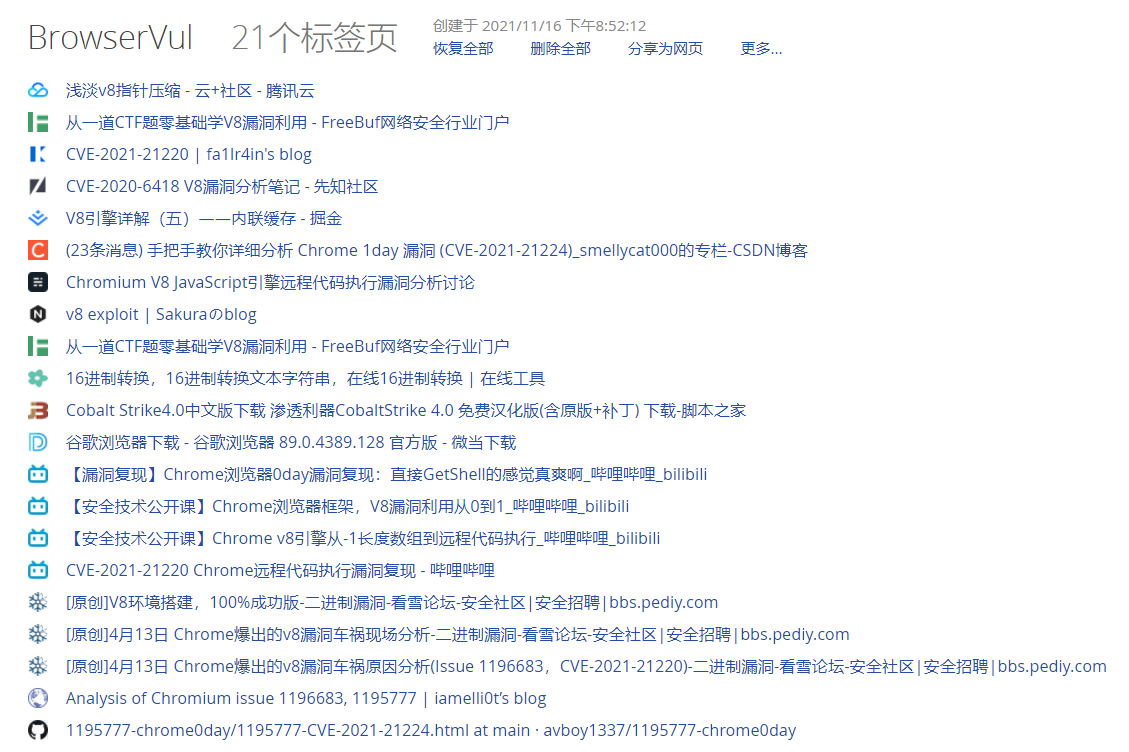 BrowserVul 21个标签页 创建于 2021/11/16 下午8:52:12
恢复全部 删除全部 分享为网页 更多...
浅淡v8指针压缩 - 云+社区 - 腾讯云
从一道CTF题零基础学V8漏洞利用 - FreeBuf网络安全行业门户
CVE-2021-21220 | fa1lr4in's blog
CVE-2020-6418 V8漏洞分析笔记 - 先知社区
V8引擎详解（五）——内联缓存 - 掘金
(23条消息) 手把手教你详细分析 Chrome 1day 漏洞 (CVE-2021-21224)_smellycat000的专栏-CSDN博客
Chromium V8 JavaScript引擎远程代码执行漏洞分析讨论
v8 exploit | Sakuraのblog
从一道CTF题零基础学V8漏洞利用 - FreeBuf网络安全行业门户
16进制转换，16进制转换文本字符串，在线16进制转换 | 在线工具
Cobalt Strike4.0中文版下载 渗透利器CobaltStrike 4.0 免费汉化版(含原版+补丁) 下载-脚本之家
谷歌浏览器下载 - 谷歌浏览器 89.0.4389.128 官方版 - 微当下载
【漏洞复现】Chrome浏览器0day漏洞复现：直接GetShell的感觉真爽啊_哔哩哔哩_bilibili
【安全技术公开课】Chrome浏览器框架，V8漏洞利用从0到1_哔哩哔哩_bilibili
【安全技术公开课】Chrome v8引擎从-1长度数组到远程代码执行_哔哩哔哩_bilibili
CVE-2021-21220 Chrome远程代码执行漏洞复现 - 哔哩哔哩
[原创]V8环境搭建，100%成功版-二进制漏洞-看雪论坛-安全社区|安全招聘|bbs.pediy.com
[原创]4月13日 Chrome爆出的v8漏洞车祸现场分析-二进制漏洞-看雪论坛-安全社区|安全招聘|bbs.pediy.com
[原创]4月13日 Chrome爆出的v8漏洞车祸原因分析(Issue 1196683，CVE-2021-21220)-二进制漏洞-看雪论坛-安全社区|安全招聘|bbs.pediy.com
Analysis of Chromium issue 1196683, 1195777 | iamelli0t’s blog
1195777-chrome0day/1195777-CVE-2021-21224.html at main · avboy1337/1195777-chrome0day